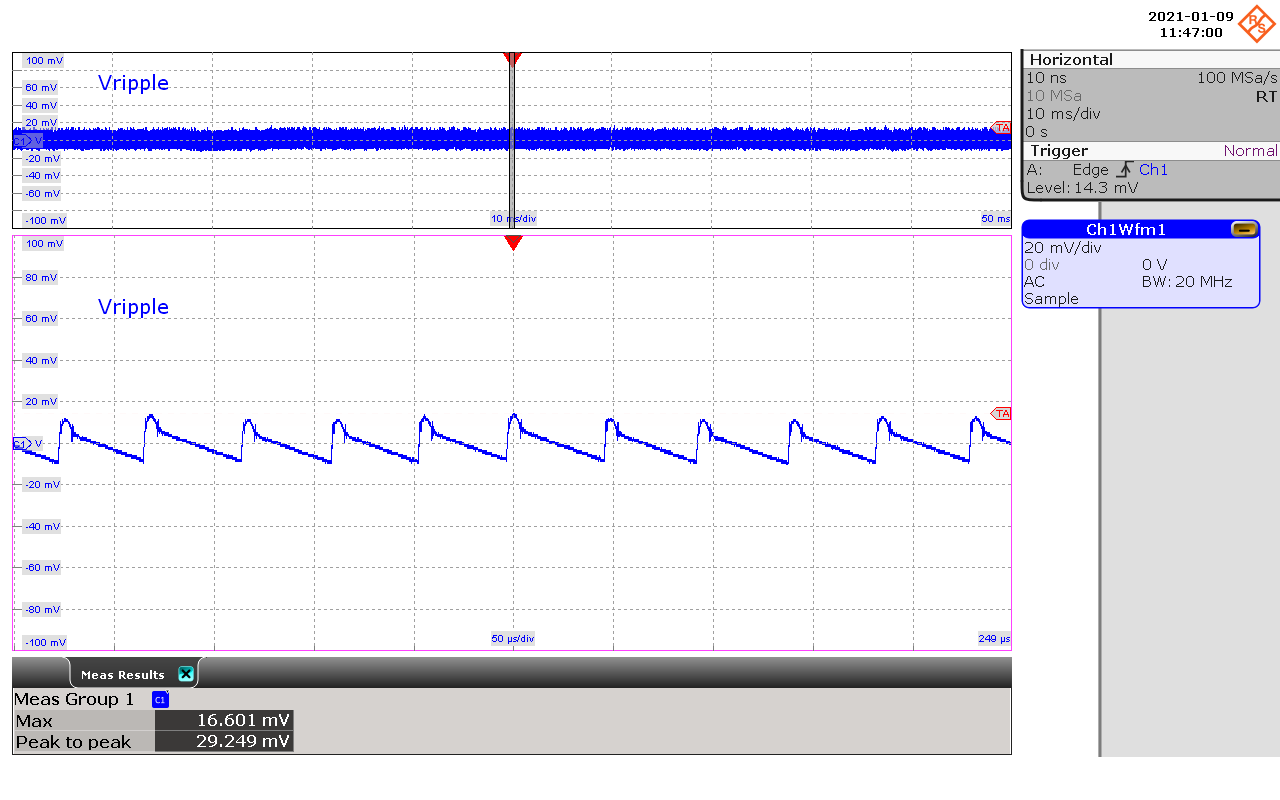 2021-01-09
11:47:00
R&S
100 mV
Vripple
60 mV
40 mV
20 mV
C1 V
TA
-20 mV
-40 mV
-60 mV
-100 mV
10 ms/div
50 ms
100 mV
80 mV
Vripple
60 mV
40 mV
20 mV
TA
C1 V
-20 mV
-40 mV
-60 mV
-80 mV
-100 mV
50 µs/div
249 µs
Horizontal
10 ns 100 MSa/s
10 MSa RT
10 ms/div
0 s
Trigger Normal
A: Edge Ch1
Level: 14.3 mV
Ch1Wfm1
20 mV/div
0 div 0 V
AC BW: 20 MHz
Sample
Meas Results
Meas Group 1 C1
Max 16.601 mV
Peak to peak 29.249 mV